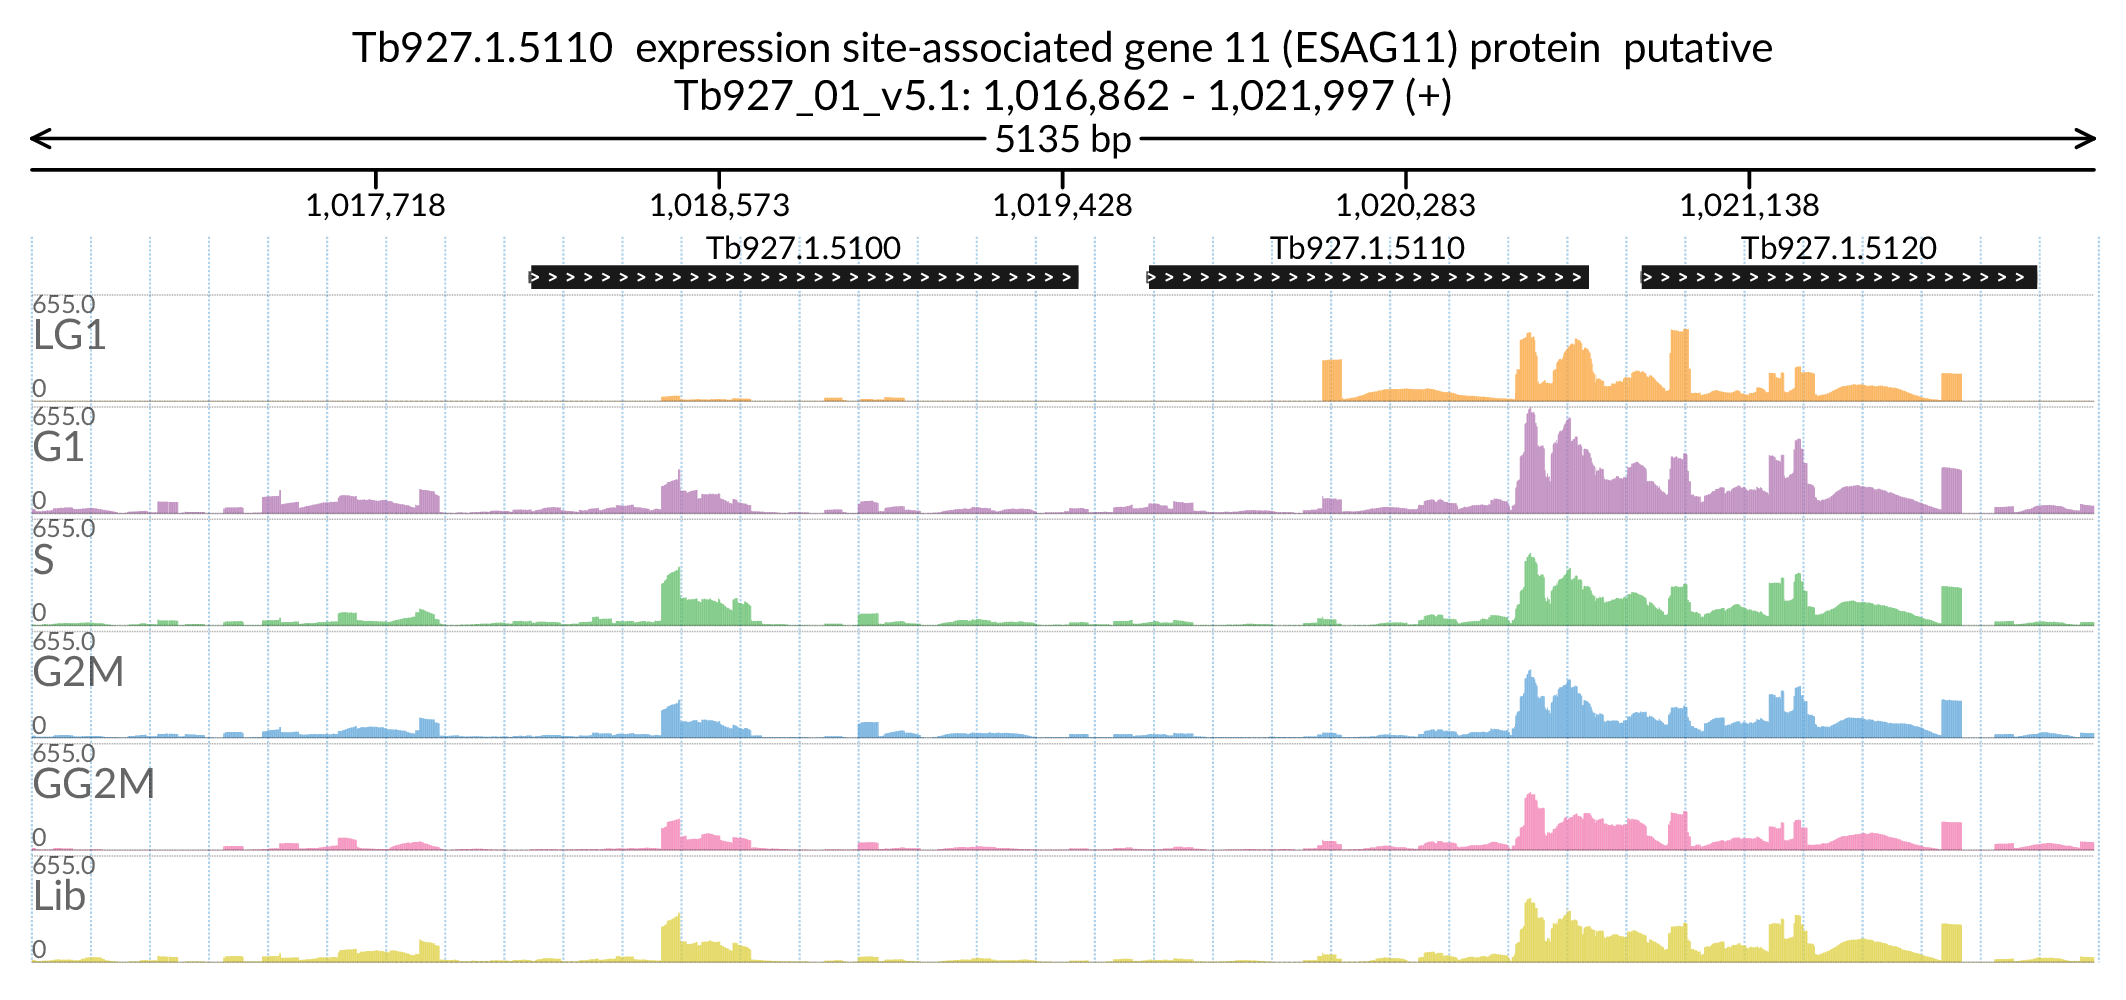 Tb927.1.5110 expression site-associated gene 11 (ESAG11) protein putative
Tb927_01_v5.1: 1,016,862 - 1,021,997 (+)
5135 bp
1,017,718 1,018,573 1,019,428 1,020,283 1,021,138
Tb927.1.5100 Tb927.1.5110 Tb927.1.5120
655.0
LG1
0
655.0
G1
0
655.0
S
0
655.0
G2M
0
655.0
GG2M
0
655.0
Lib
0